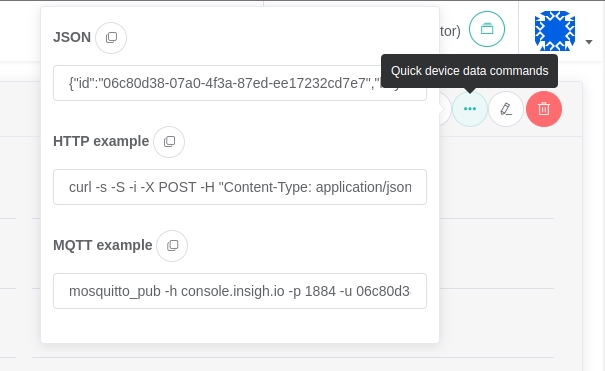 JSON
tor)
Quick device data commands
{"id":"06c80d38-07a0-4f3a-87ed-ee17232cd7e7","
HTTP example
curl -s -S -i -X POST -H "Content-Type: application/json
MQTT example
mosquitto_pub -h console.insigh.io -p 1884 -u 06c80d3